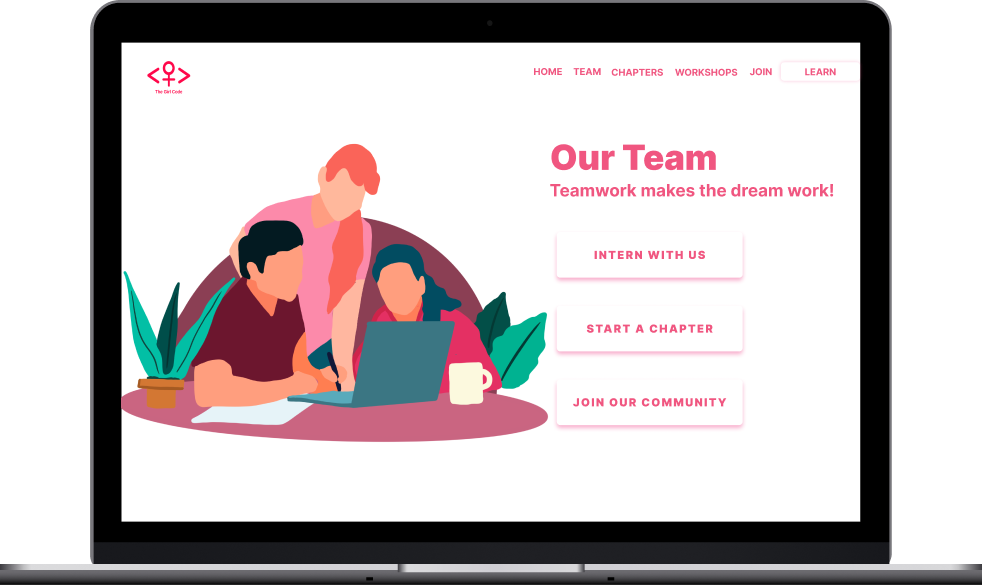 The Girl Code
HOME TEAM CHAPTERS WORKSHOPS JOIN LEARN
Our Team
Teamwork makes the dream work!
INTERN WITH US
START A CHAPTER
JOIN OUR COMMUNITY